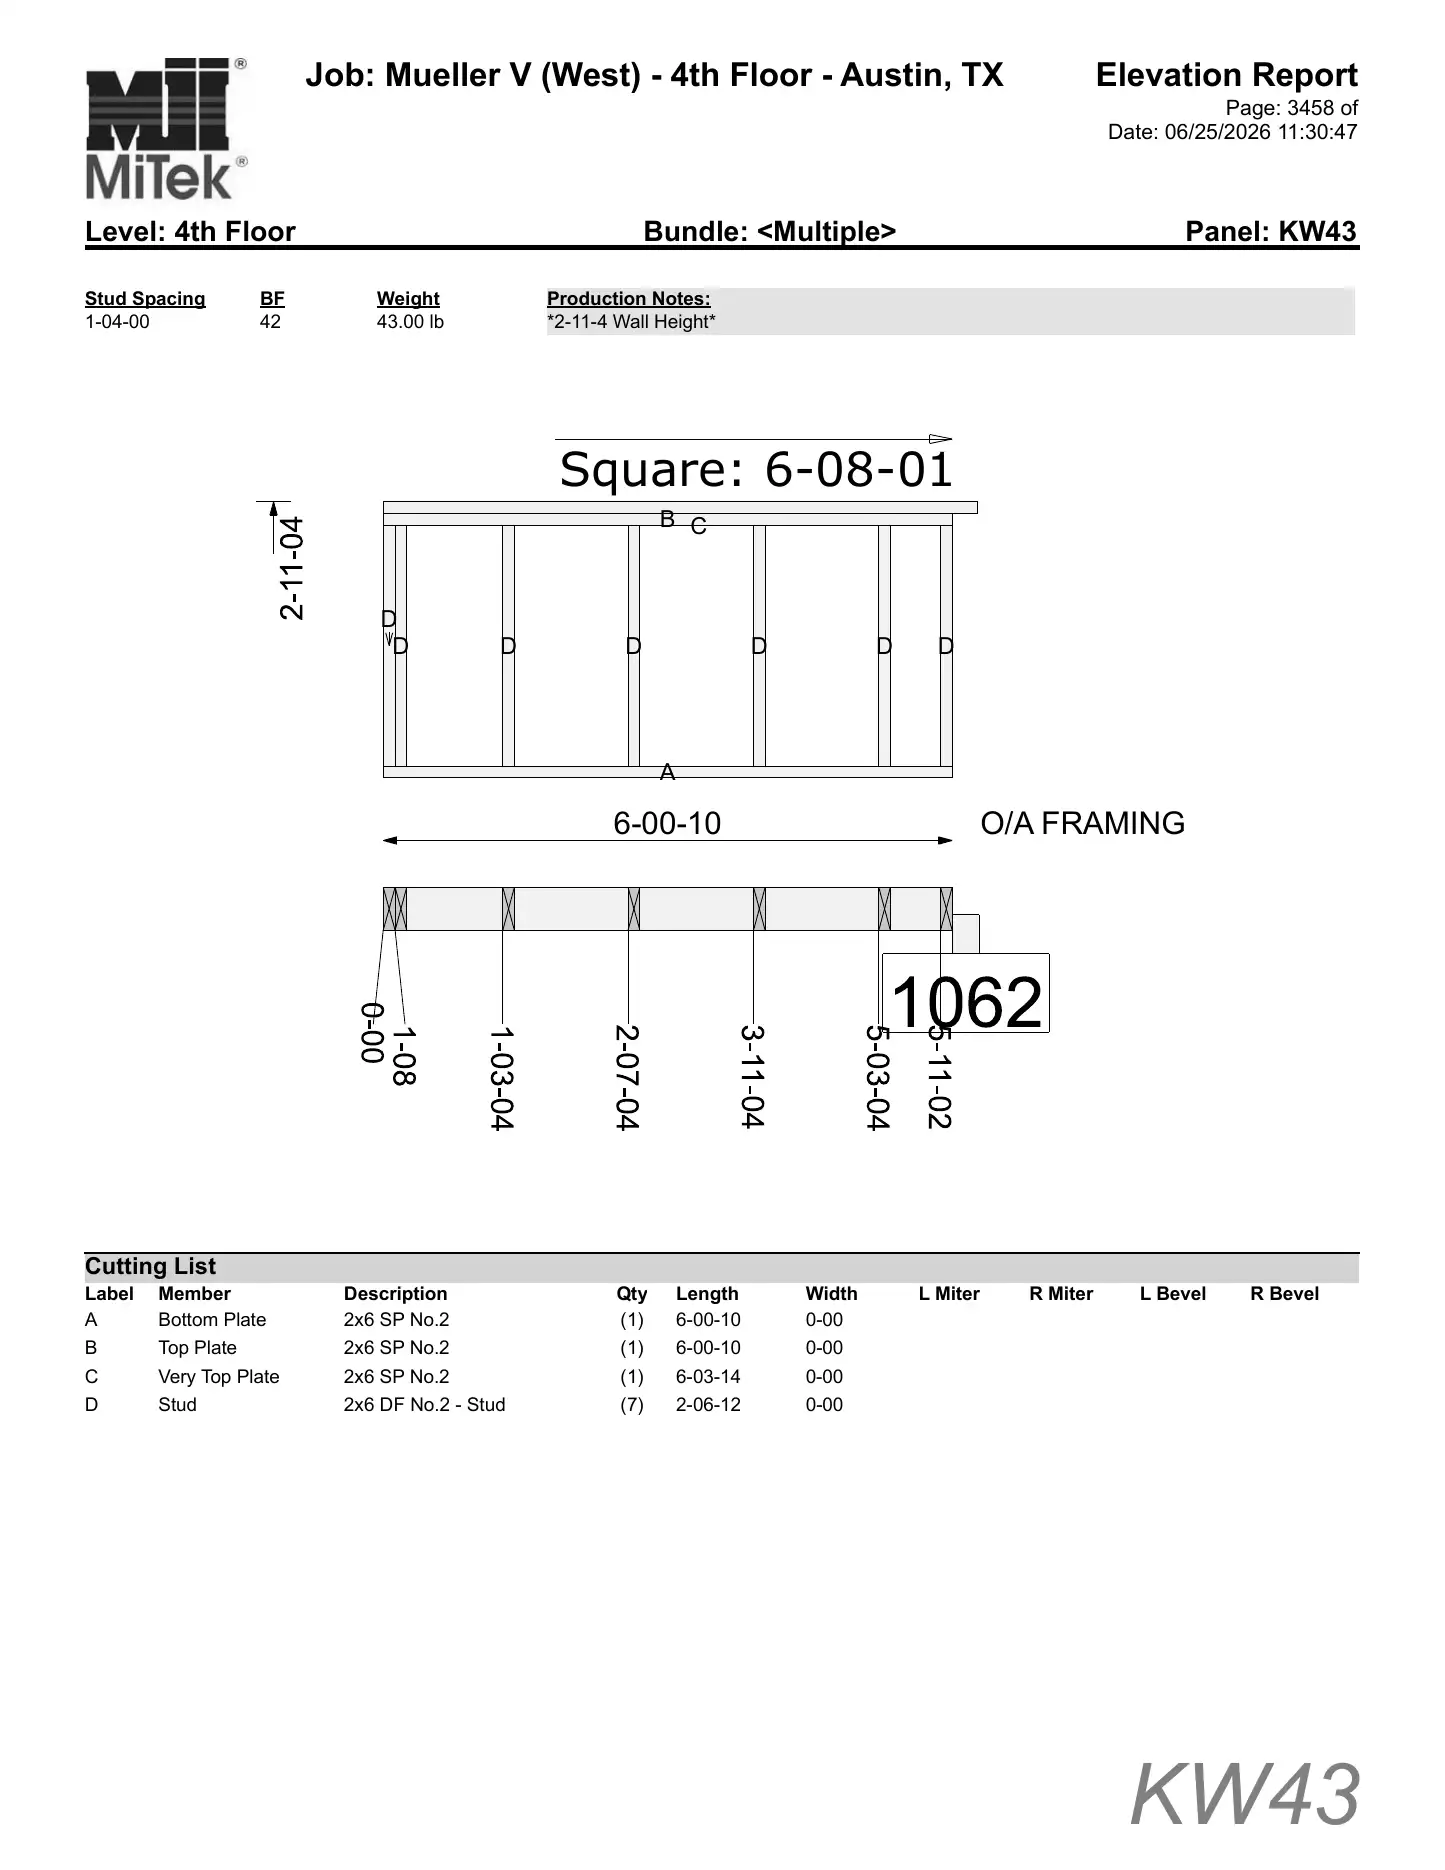 Job: Mueller V (West) - 4th Floor - Austin, TX
Elevation Report
Page: 3458 of
Date: 06/25/2026 11:30:47
MiTek®
Level: 4th Floor Bundle: <Multiple> Panel: KW43
Stud Spacing BF Weight Production Notes:
1-04-00 42 43.00 lb *2-11-4 Wall Height*
Square: 6-08-01
2-11-04
B C
D
D D D D D D
A
6-00-10 O/A FRAMING
1062
0-00 1-08 1-03-04 2-07-04 3-11-04 5-03-04 5-11-02
Cutting List
Label Member Description Qty Length Width L Miter R Miter L Bevel R Bevel
A Bottom Plate 2x6 SP No.2 (1) 6-00-10 0-00
B Top Plate 2x6 SP No.2 (1) 6-00-10 0-00
C Very Top Plate 2x6 SP No.2 (1) 6-03-14 0-00
D Stud 2x6 DF No.2 - Stud (7) 2-06-12 0-00
KW43